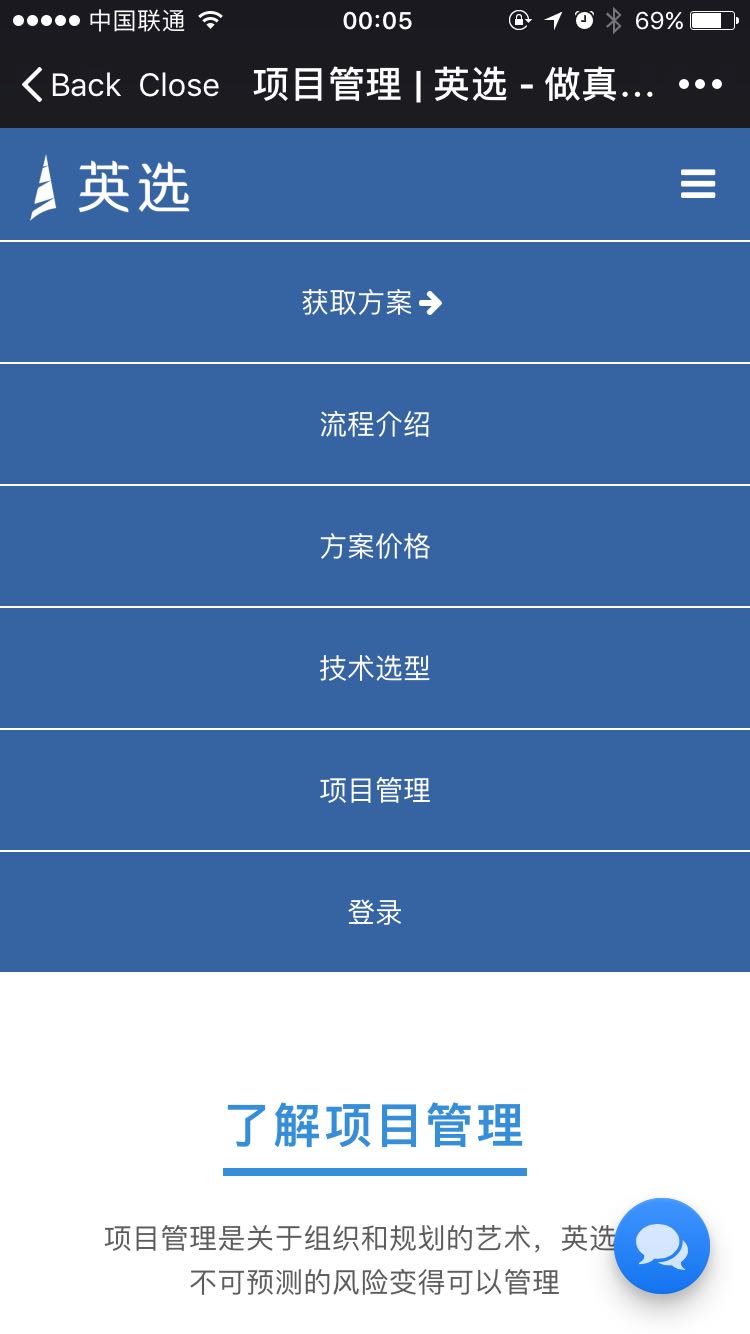 中国联通 00:05 69%
Back Close 项目管理 | 英选 - 做真...
英选
获取方案
流程介绍
方案价格
技术选型
项目管理
登录
了解项目管理
项目管理是关于组织和规划的艺术，英选
不可预测的风险变得可以管理